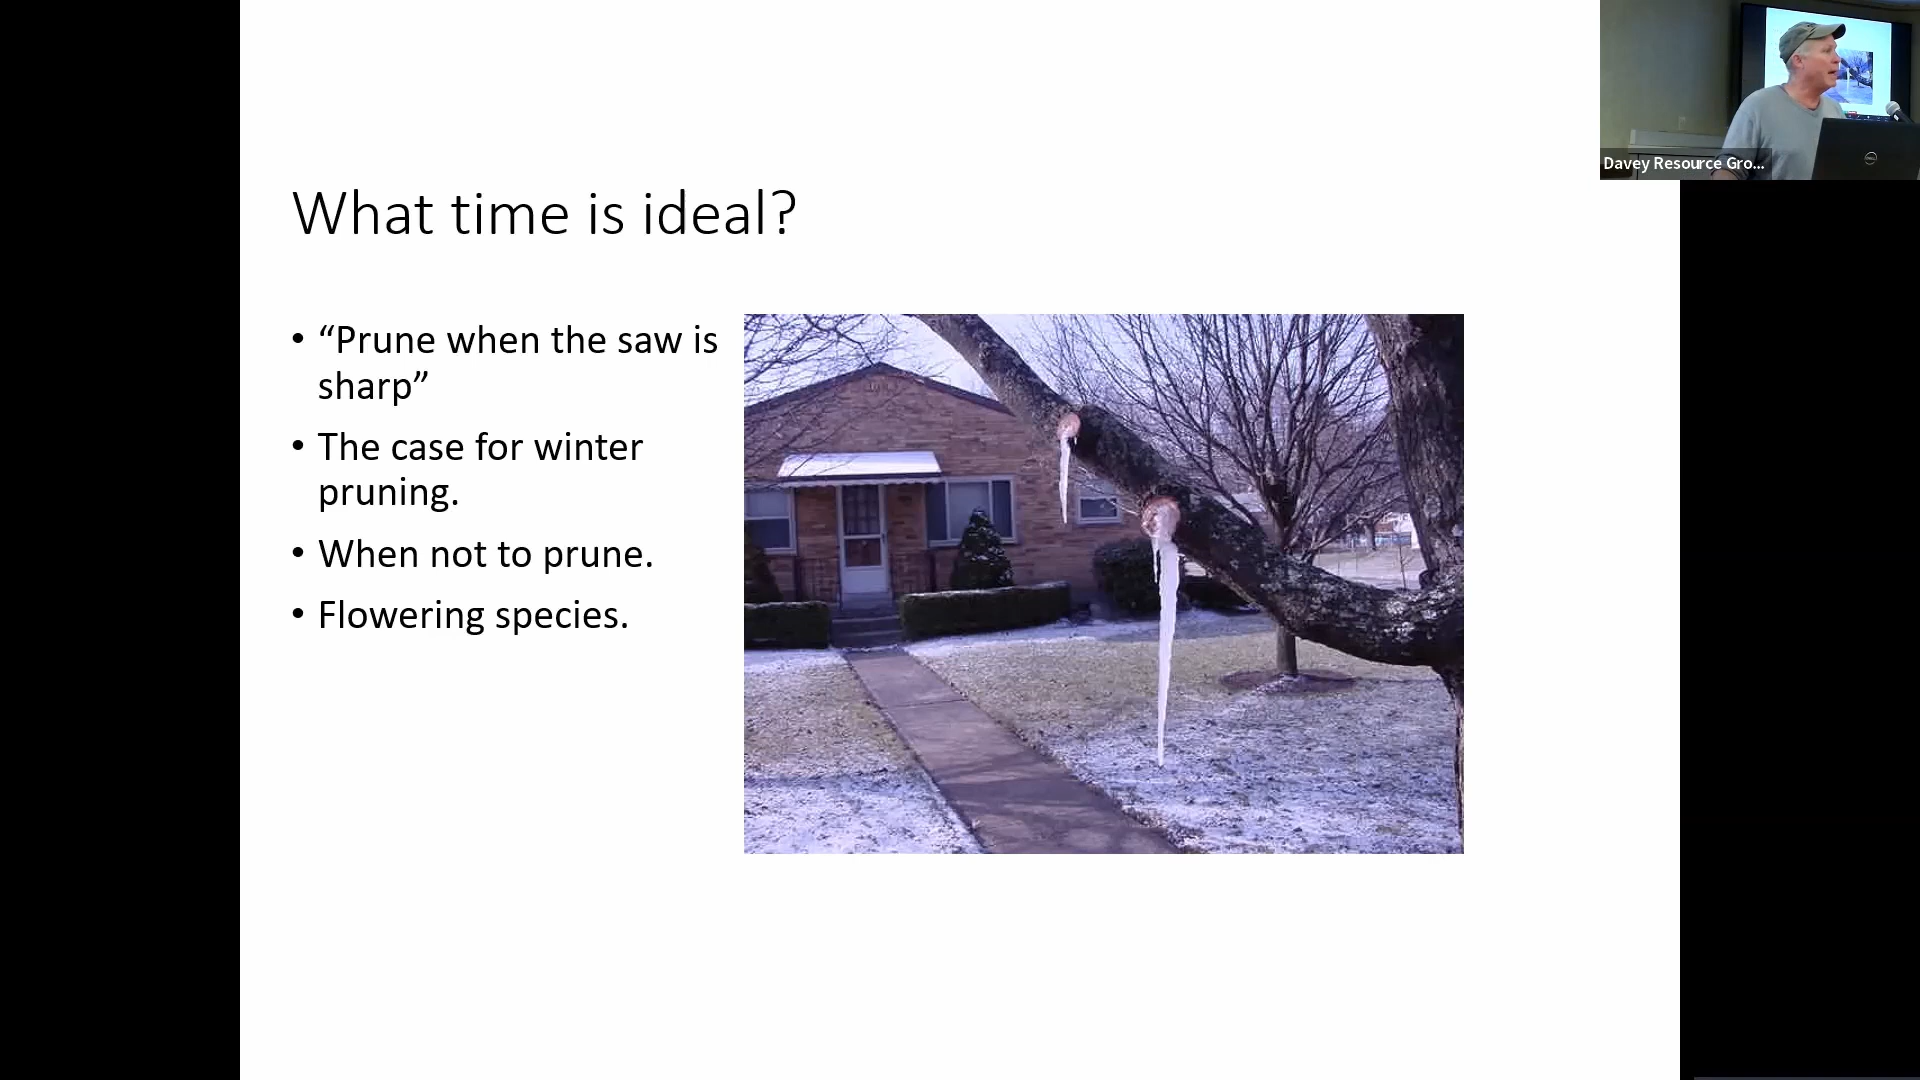 Davey Resource Gro...
What time is ideal?
• “Prune when the saw is
sharp”
• The case for winter
pruning.
• When not to prune.
• Flowering species.